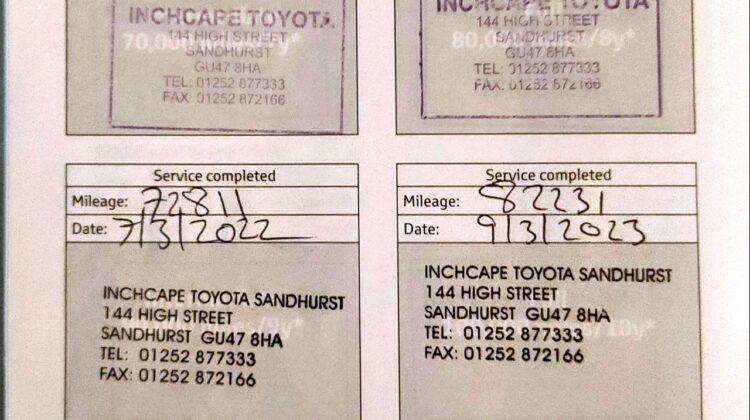 INCHCAPE TOYOTA
144 HIGH STREET
SANDHURST
GU47 8HA
TEL: 01252 877333
FAX: 01252 872166
INCHCAPE TOYOTA
144 HIGH STREET
SANDHURST
GU47 8HA
TEL: 01252 877333
FAX: 01252 872166
Service completed
Mileage: 72811
Date: 7/3/2022
INCHCAPE TOYOTA SANDHURST
144 HIGH STREET
SANDHURST GU47 8HA
TEL: 01252 877333
FAX: 01252 872166
Service completed
Mileage: 82231
Date: 9/3/2023
INCHCAPE TOYOTA SANDHURST
144 HIGH STREET
SANDHURST GU47 8HA
TEL: 01252 877333
FAX: 01252 872166